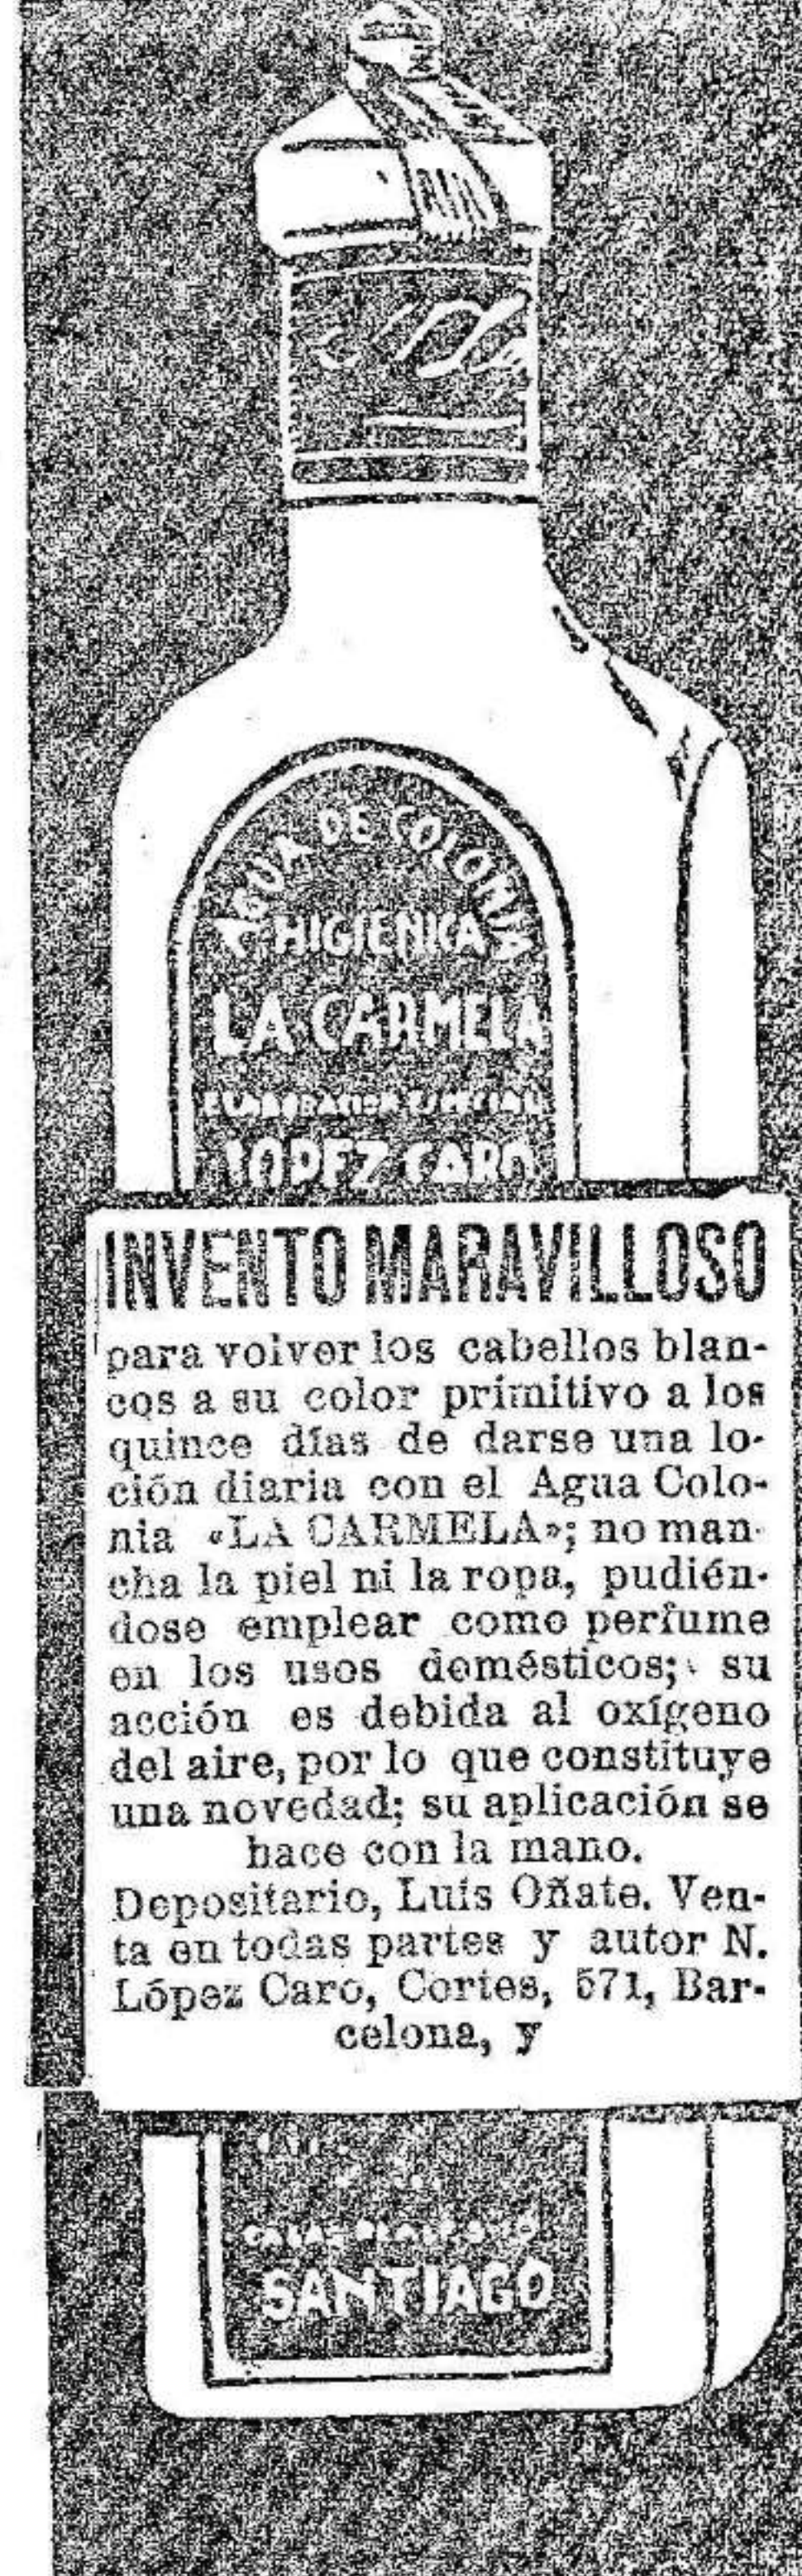 AGUA DE COLONIA
HIGIENICA
LA CARMELA
ELABORACION ESPECIAL
LOPEZ CARO
INVENTO MARAVILLOSO
para volver los cabellos blan-
cos a su color primitivo a los
quince días de darse una lo-
ción diaria con el Agua Colo-
nia «LA CARMELA»; no man-
cha la piel ni la ropa, pudién-
dose emplear como perfume
en los usos domésticos; su
acción es debida al oxígeno
del aire, por lo que constituye
una novedad; su aplicación se
hace con la mano.
Depositario, Luis Oñate. Ven-
ta en todas partes y autor N.
López Caro, Cortes, 571, Bar-
celona, y
SANTIAGO